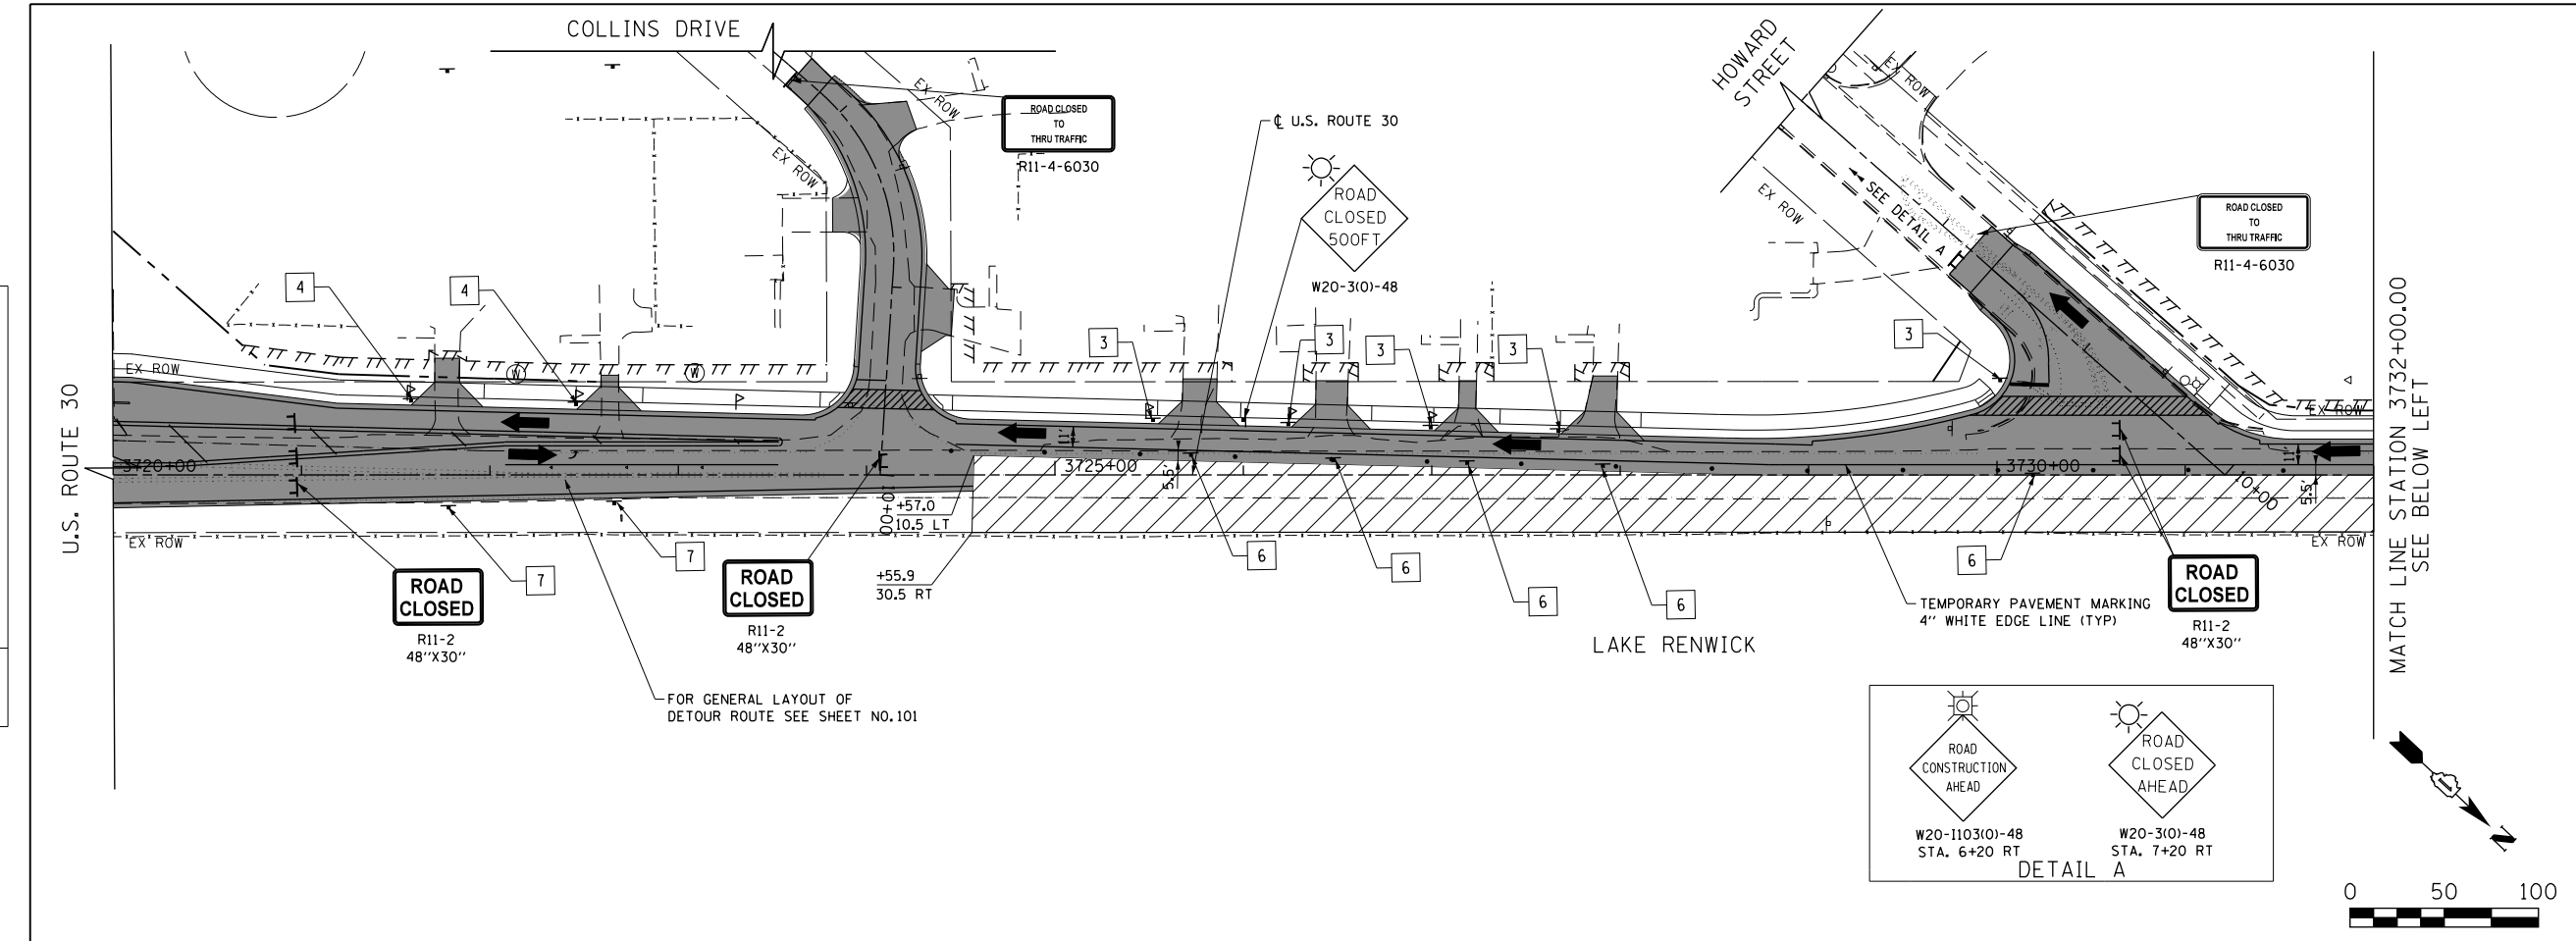 COLLINS DRIVE
HOWARD
STREET
EX ROW
EX ROW
EX ROW
EX ROW
ROAD CLOSED
TO
THRU TRAFFIC
R11-4-6030
℄ U.S. ROUTE 30
ROAD
CLOSED
500FT
W20-3(O)-48
SEE DETAIL A
ROAD CLOSED
TO
THRU TRAFFIC
R11-4-6030
4
4
3
3
3
3
3
W
W
EX ROW
EX ROW
U.S. ROUTE 30
3720+00
3725+00
3730+00
11'
11'
5.5'
5.5'
10+00
10+00
+57.0
10.5 LT
+55.9
30.5 RT
EX ROW
EX ROW
P
7
7
6
6
6
6
6
ROAD
CLOSED
R11-2
48"X30"
ROAD
CLOSED
R11-2
48"X30"
ROAD
CLOSED
R11-2
48"X30"
TEMPORARY PAVEMENT MARKING
4" WHITE EDGE LINE (TYP)
LAKE RENWICK
FOR GENERAL LAYOUT OF
DETOUR ROUTE SEE SHEET NO.101
MATCH LINE STATION 3732+00.00
SEE BELOW LEFT
ROAD
CONSTRUCTION
AHEAD
W20-I103(O)-48
STA. 6+20 RT
ROAD
CLOSED
AHEAD
W20-3(O)-48
STA. 7+20 RT
DETAIL A
N
0 50 100